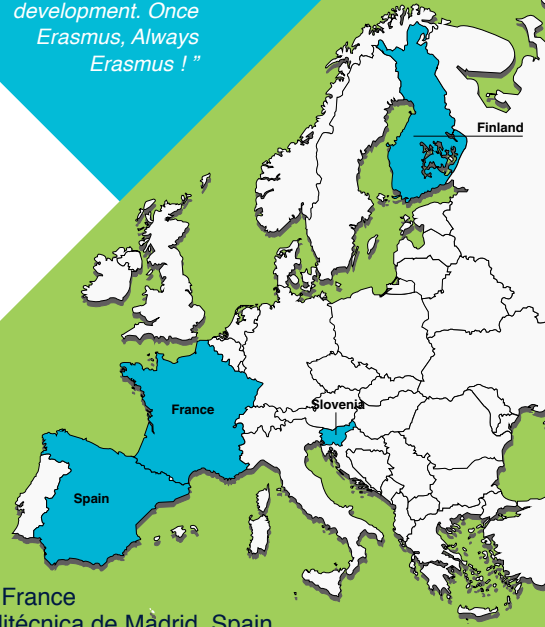 development. Once
Erasmus, Always
Erasmus ! ”
Finland
Slovenia
France
Spain
France
litécnica de Madrid, Spain